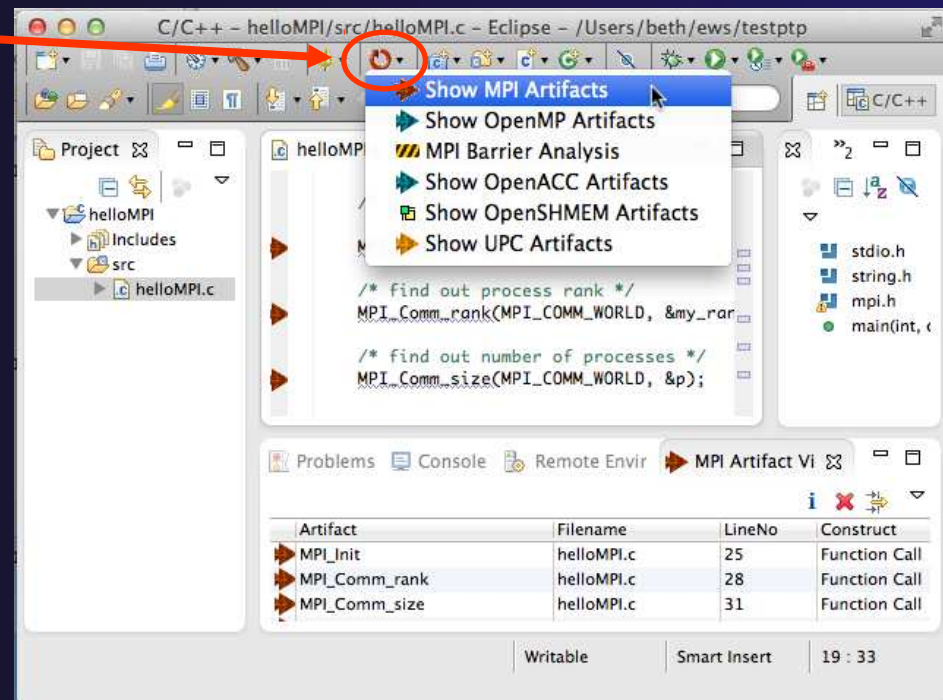 C/C++ – helloMPI/src/helloMPI.c – Eclipse – /Users/beth/ews/testptp
Show MPI Artifacts
Show OpenMP Artifacts
MPI Barrier Analysis
Show OpenACC Artifacts
Show OpenSHMEM Artifacts
Show UPC Artifacts
C/C++
Project
helloMPI
Includes
src
helloMPI.c
helloMP
/* find out process rank */
MPI_Comm_rank(MPI_COMM_WORLD, &my_ran
/* find out number of processes */
MPI_Comm_size(MPI_COMM_WORLD, &p);
»2
stdio.h
string.h
mpi.h
main(int, c
Problems Console Remote Envir MPI Artifact Vi
Artifact Filename LineNo Construct
MPI_Init helloMPI.c 25 Function Call
MPI_Comm_rank helloMPI.c 28 Function Call
MPI_Comm_size helloMPI.c 31 Function Call
Writable Smart Insert 19 : 33